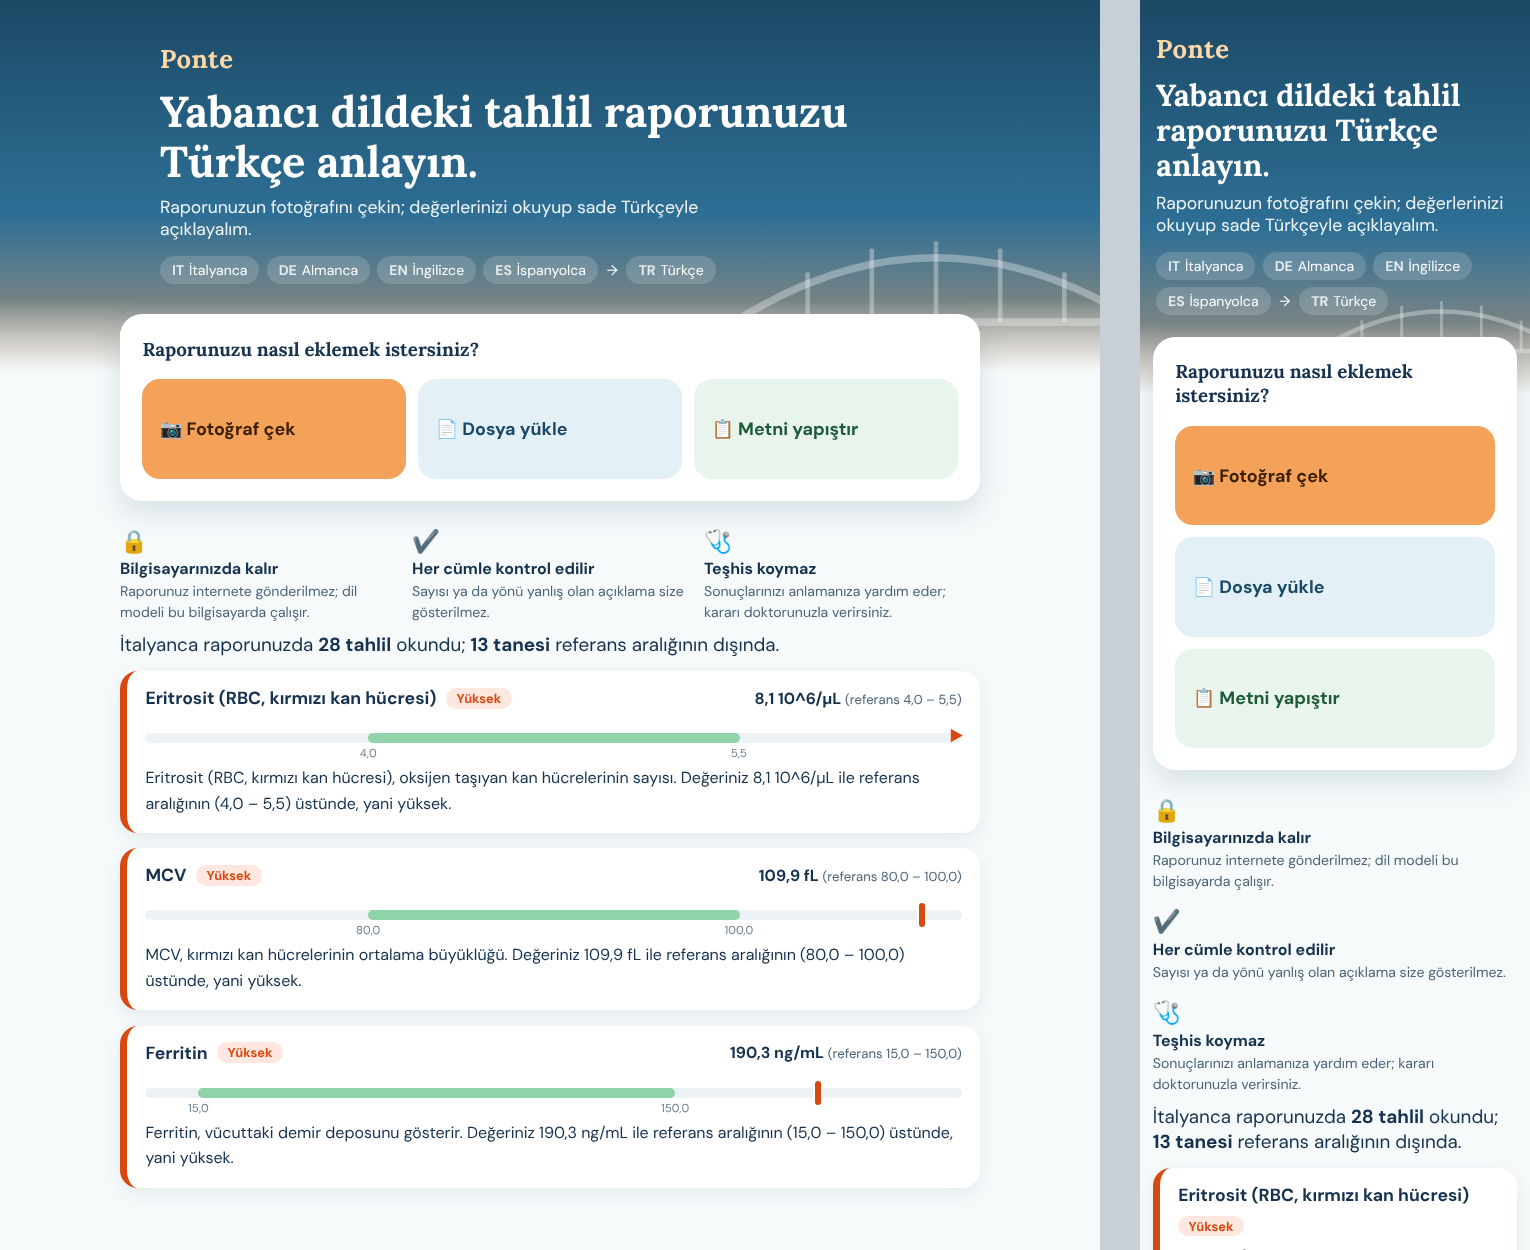 Ponte
Yabancı dildeki tahlil raporunuzu
Türkçe anlayın.
Raporunuzun fotoğrafını çekin; değerlerinizi okuyup sade Türkçeyle
açıklayalım.
IT İtalyanca DE Almanca EN İngilizce ES İspanyolca → TR Türkçe
Raporunuzu nasıl eklemek istersiniz?
Fotoğraf çek
Dosya yükle
Metni yapıştır
Bilgisayarınızda kalır
Raporunuz internete gönderilmez; dil
modeli bu bilgisayarda çalışır.
Her cümle kontrol edilir
Sayısı ya da yönü yanlış olan açıklama size
gösterilmez.
Teşhis koymaz
Sonuçlarınızı anlamanıza yardım eder;
kararı doktorunuzla verirsiniz.
İtalyanca raporunuzda 28 tahlil okundu; 13 tanesi referans aralığının dışında.
Eritrosit (RBC, kırmızı kan hücresi) Yüksek 8,1 10^6/µL (referans 4,0 – 5,5)
4,0 5,5
Eritrosit (RBC, kırmızı kan hücresi), oksijen taşıyan kan hücrelerinin sayısı. Değeriniz 8,1 10^6/µL ile referans
aralığının (4,0 – 5,5) üstünde, yani yüksek.
MCV Yüksek 109,9 fL (referans 80,0 – 100,0)
80,0 100,0
MCV, kırmızı kan hücrelerinin ortalama büyüklüğü. Değeriniz 109,9 fL ile referans aralığının (80,0 – 100,0)
üstünde, yani yüksek.
Ferritin Yüksek 190,3 ng/mL (referans 15,0 – 150,0)
15,0 150,0
Ferritin, vücuttaki demir deposunu gösterir. Değeriniz 190,3 ng/mL ile referans aralığının (15,0 – 150,0) üstünde,
yani yüksek.
Ponte
Yabancı dildeki tahlil
raporunuzu Türkçe
anlayın.
Raporunuzun fotoğrafını çekin; değerlerinizi
okuyup sade Türkçeyle açıklayalım.
IT İtalyanca DE Almanca EN İngilizce
ES İspanyolca → TR Türkçe
Raporunuzu nasıl eklemek
istersiniz?
Fotoğraf çek
Dosya yükle
Metni yapıştır
Bilgisayarınızda kalır
Raporunuz internete gönderilmez; dil modeli bu
bilgisayarda çalışır.
Her cümle kontrol edilir
Sayısı ya da yönü yanlış olan açıklama size gösterilmez.
Teşhis koymaz
Sonuçlarınızı anlamanıza yardım eder; kararı
doktorunuzla verirsiniz.
İtalyanca raporunuzda 28 tahlil okundu;
13 tanesi referans aralığının dışında.
Eritrosit (RBC, kırmızı kan hücresi)
Yüksek